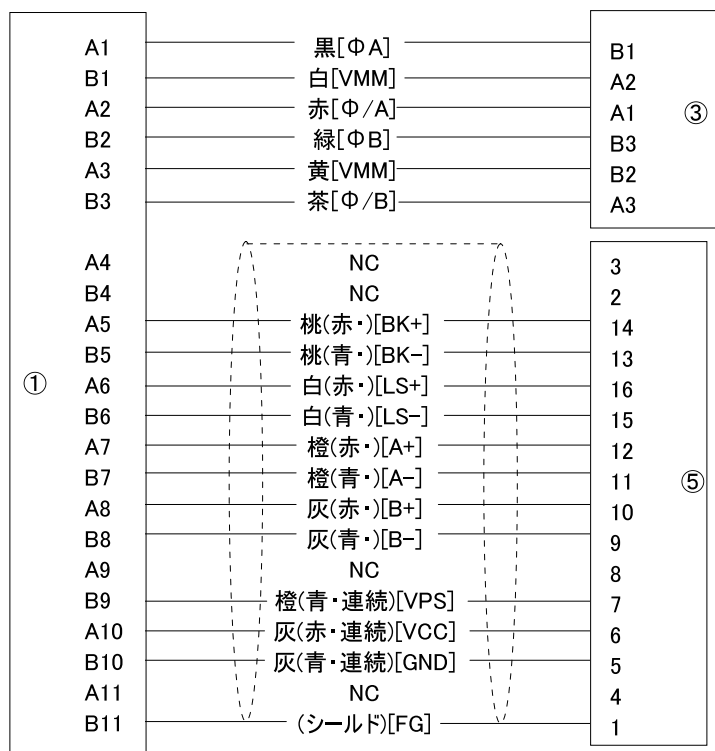 A1 黒[ΦA] B1
B1 白[VMM] A2
A2 赤[Φ/A] A1 ③
B2 緑[ΦB] B3
A3 黄[VMM] B2
B3 茶[Φ/B] A3
A4 NC 3
B4 NC 2
A5 桃(赤・)[BK+] 14
B5 桃(青・)[BK-] 13
① A6 白(赤・)[LS+] 16
B6 白(青・)[LS-] 15
A7 橙(赤・)[A+] 12
B7 橙(青・)[A-] 11 ⑤
A8 灰(赤・)[B+] 10
B8 灰(青・)[B-] 9
A9 NC 8
B9 橙(青・連続)[VPS] 7
A10 灰(赤・連続)[VCC] 6
B10 灰(青・連続)[GND] 5
A11 NC 4
B11 (シールド)[FG] 1